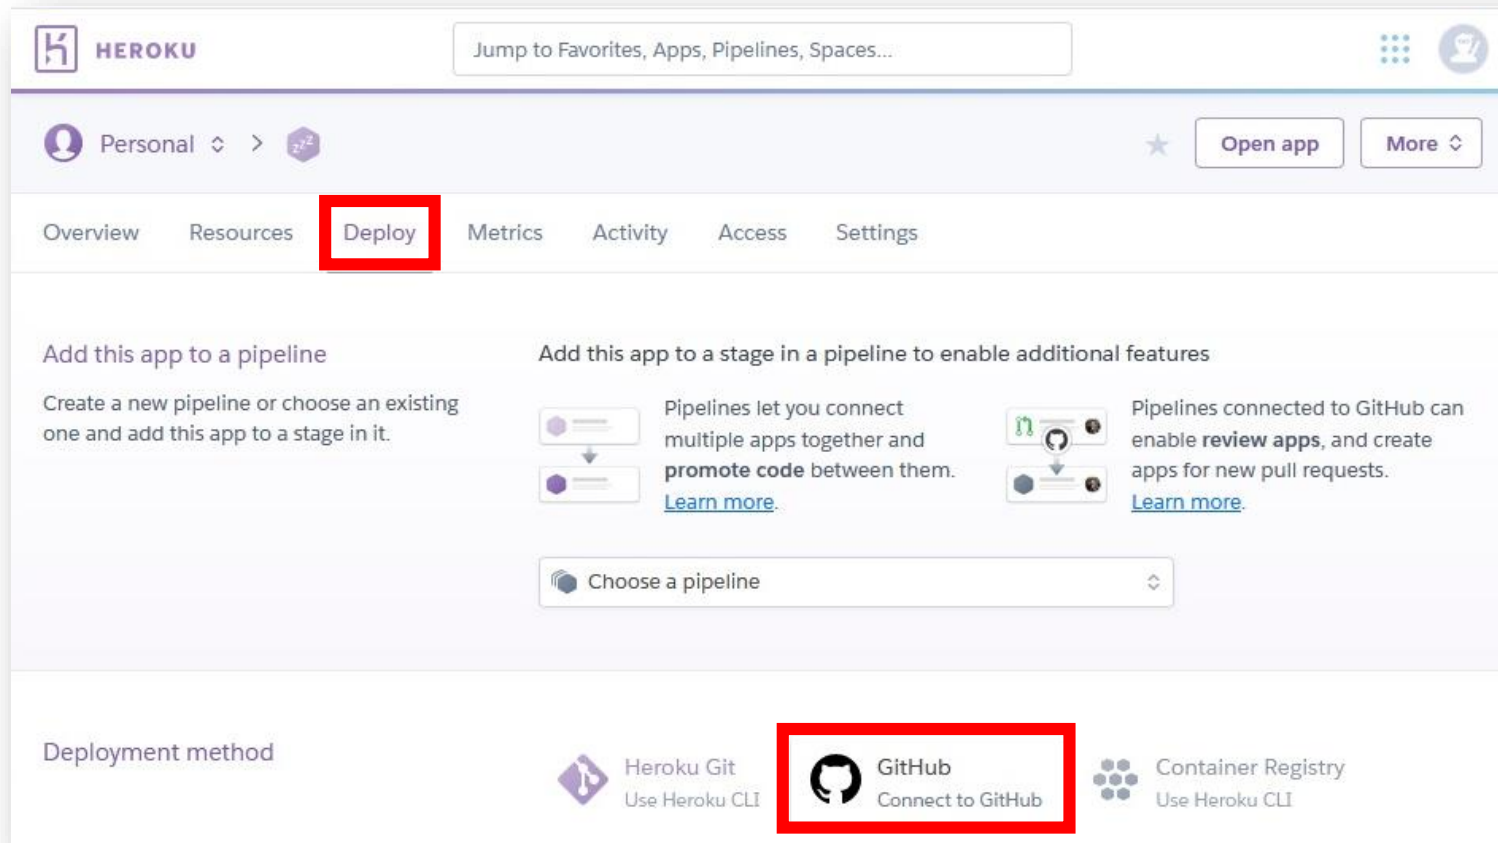 HEROKU
Jump to Favorites, Apps, Pipelines, Spaces...
Personal
zzz
Open app
More
Overview
Resources
Deploy
Metrics
Activity
Access
Settings
Add this app to a pipeline
Create a new pipeline or choose an existing
one and add this app to a stage in it.
Add this app to a stage in a pipeline to enable additional features
Pipelines let you connect
multiple apps together and
promote code between them.
Learn more.
Pipelines connected to GitHub can
enable review apps, and create
apps for new pull requests.
Learn more.
Choose a pipeline
Deployment method
Heroku Git
Use Heroku CLI
GitHub
Connect to GitHub
Container Registry
Use Heroku CLI